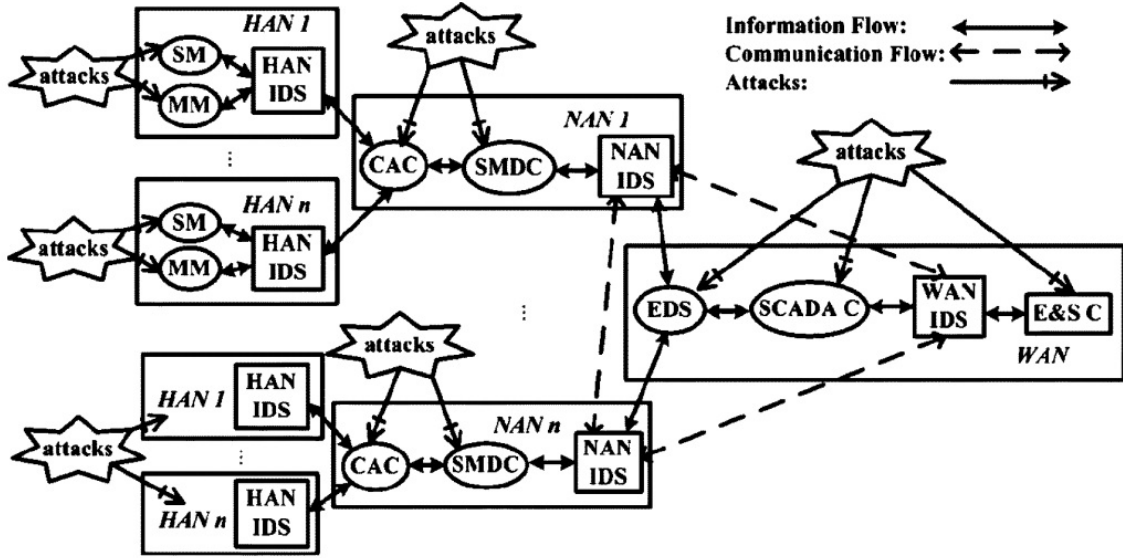 HAN 1
attacks
SM
MM
HAN
IDS
attacks
Information Flow:
Communication Flow:
Attacks:
NAN 1
CAC
SMDC
NAN
IDS
attacks
...
HAN n
attacks
SM
MM
HAN
IDS
...
EDS
SCADA C
WAN
IDS
E&S C
WAN
attacks
HAN 1
HAN
IDS
attacks
...
HAN n
HAN
IDS
NAN n
CAC
SMDC
NAN
IDS